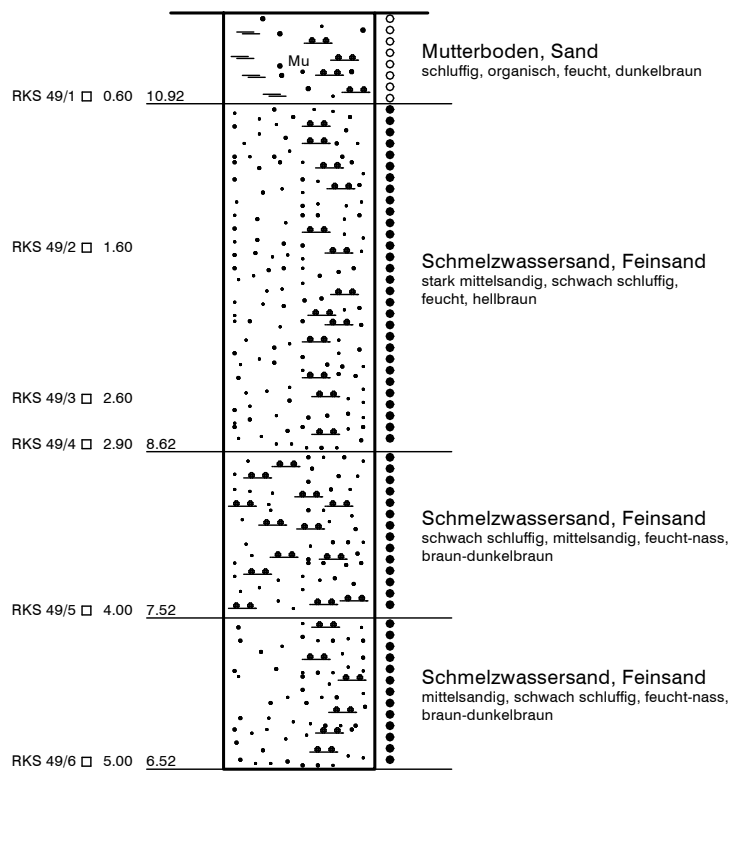 Mu
Mutterboden, Sand
schluffig, organisch, feucht, dunkelbraun
RKS 49/1 0.60 10.92
RKS 49/2 1.60
Schmelzwassersand, Feinsand
stark mittelsandig, schwach schluffig,
feucht, hellbraun
RKS 49/3 2.60
RKS 49/4 2.90 8.62
Schmelzwassersand, Feinsand
schwach schluffig, mittelsandig, feucht-nass,
braun-dunkelbraun
RKS 49/5 4.00 7.52
Schmelzwassersand, Feinsand
mittelsandig, schwach schluffig, feucht-nass,
braun-dunkelbraun
RKS 49/6 5.00 6.52